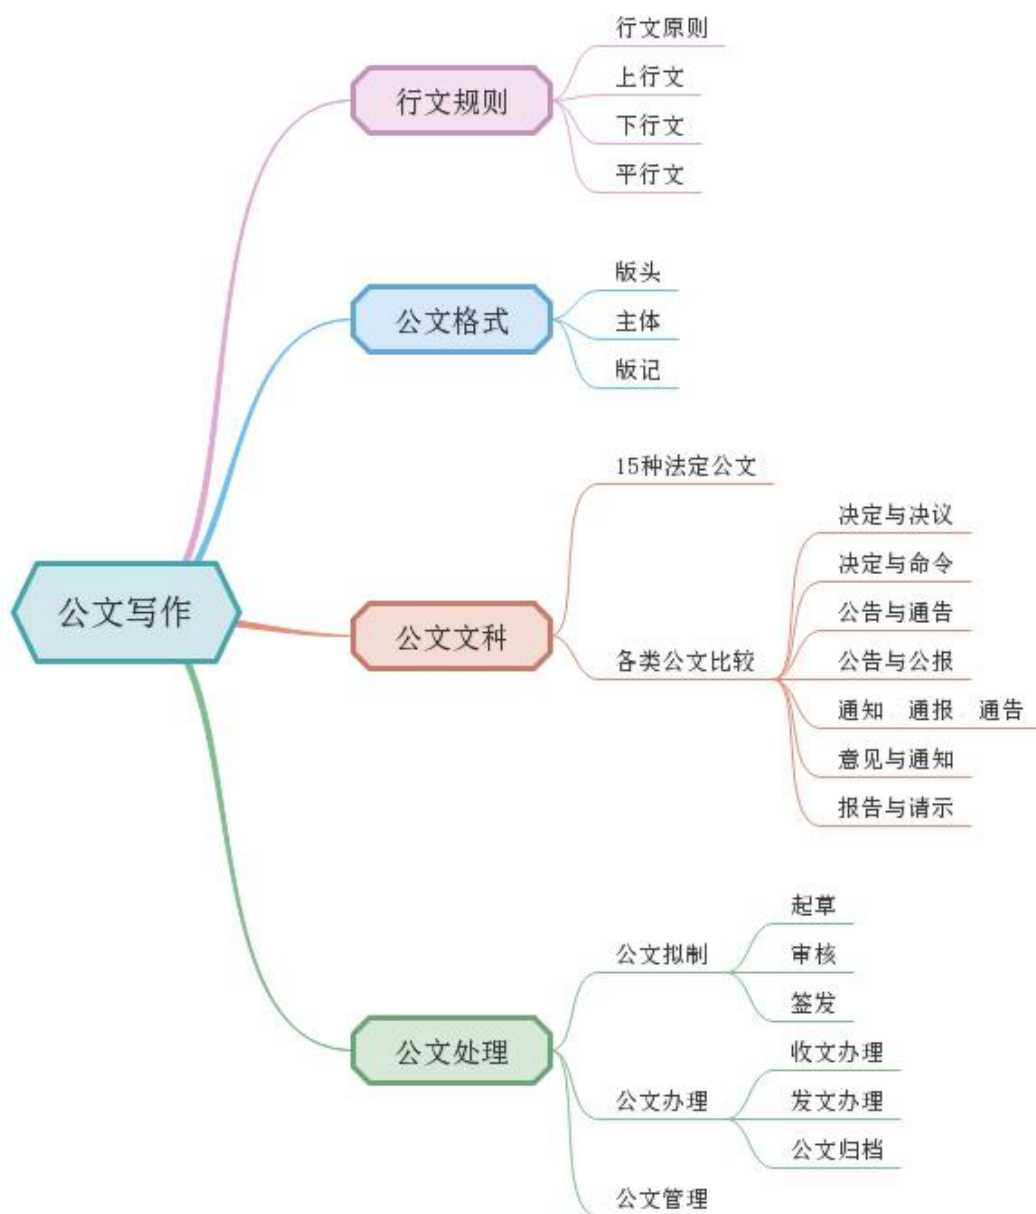 公文写作
行文规则
行文原则
上行文
下行文
平行文
公文格式
版头
主体
版记
公文文种
15种法定公文
各类公文比较
决定与决议
决定与命令
公告与通告
公告与公报
通知 通报 通告
意见与通知
报告与请示
公文处理
公文拟制
起草
审核
签发
公文办理
收文办理
发文办理
公文归档
公文管理